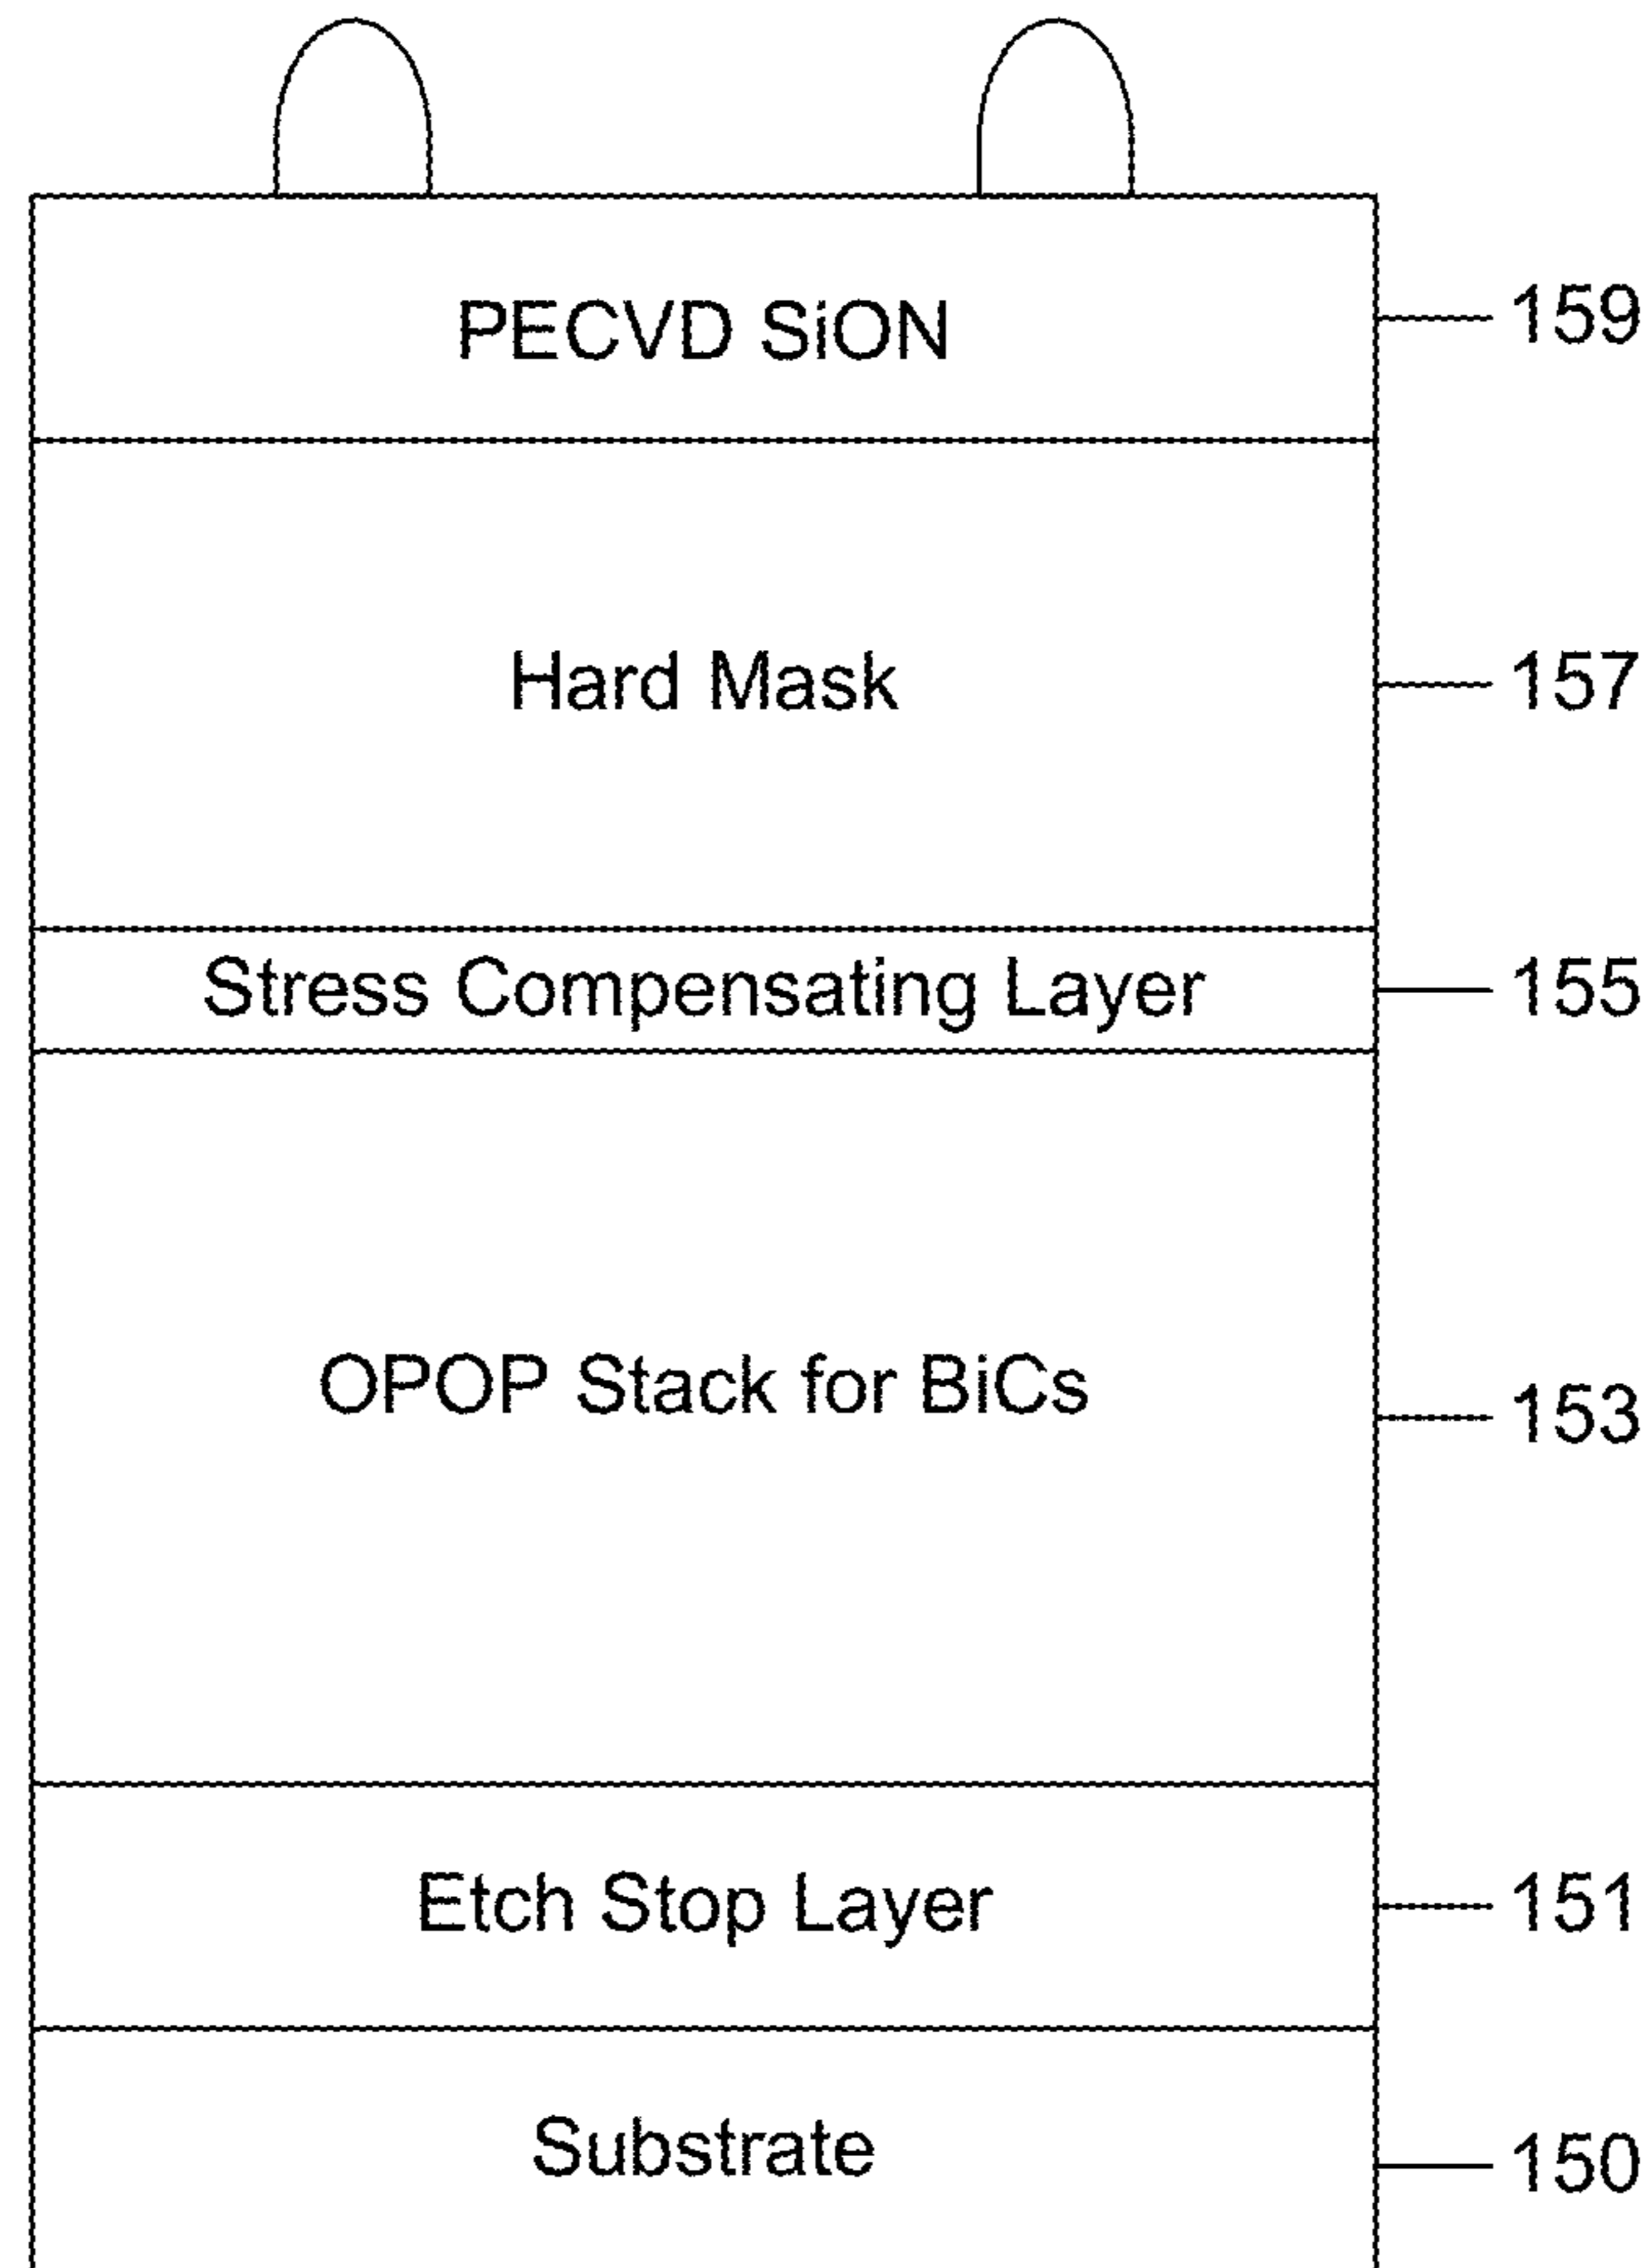 PECVD SiON
159
Hard Mask
157
Stress Compensating Layer
155
OPOP Stack for BiCs
153
Etch Stop Layer
151
Substrate
150